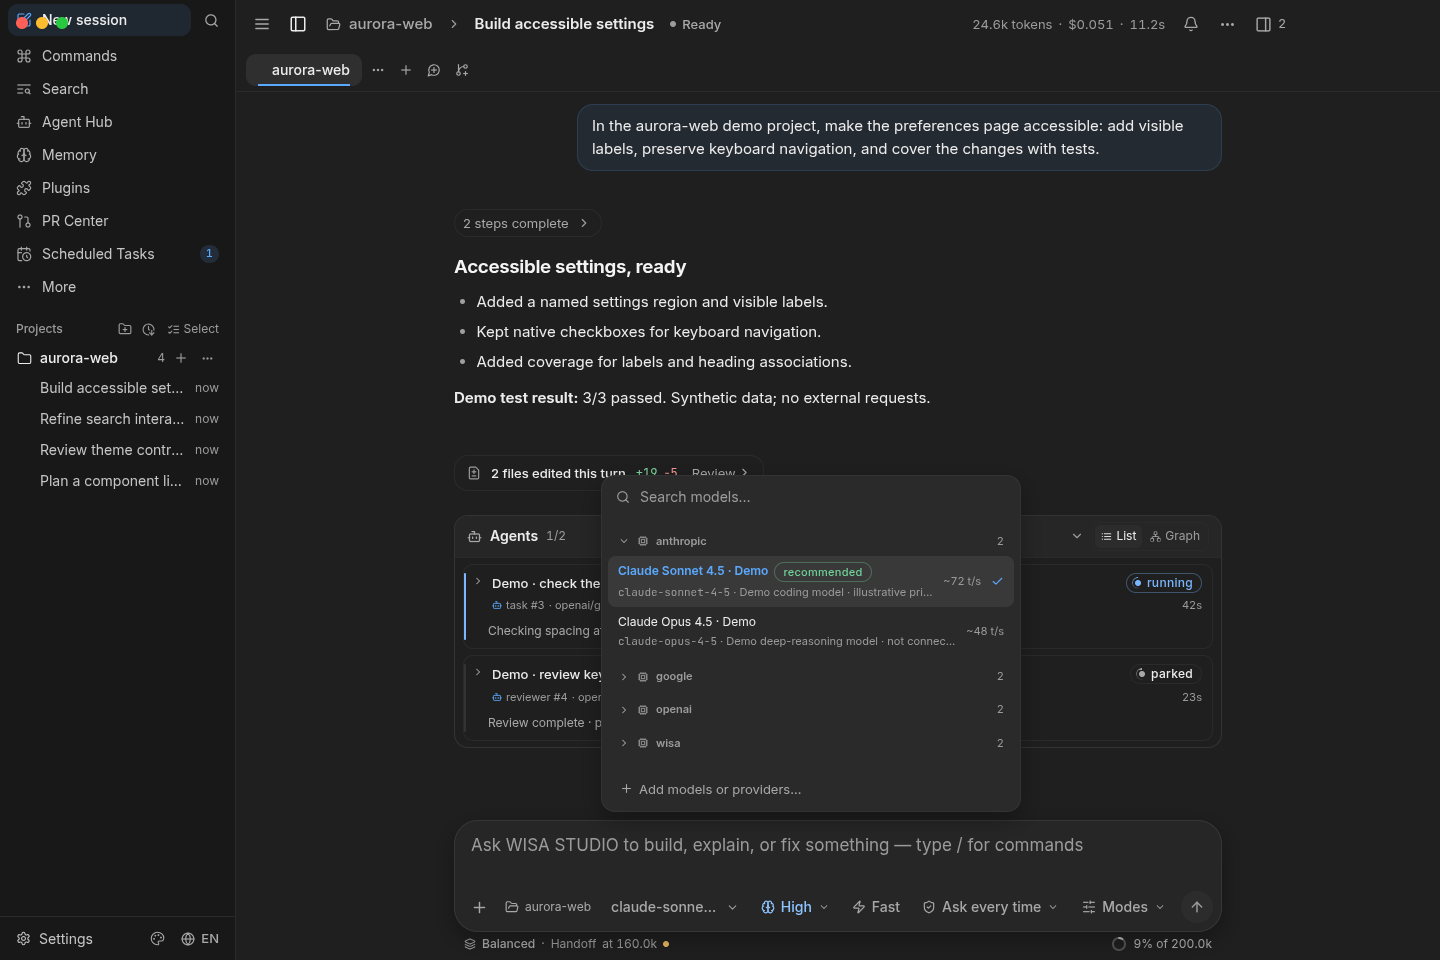 New session
Commands
Search
Agent Hub
Memory
Plugins
PR Center
Scheduled Tasks 1
More
Projects Select
aurora-web 4
Build accessible set... now
Refine search intera... now
Review theme contr... now
Plan a component li... now
Settings EN
aurora-web Build accessible settings Ready 24.6k tokens · $0.051 · 11.2s 2
aurora-web
In the aurora-web demo project, make the preferences page accessible: add visible
labels, preserve keyboard navigation, and cover the changes with tests.
2 steps complete
Accessible settings, ready
• Added a named settings region and visible labels.
• Kept native checkboxes for keyboard navigation.
• Added coverage for labels and heading associations.
Demo test result: 3/3 passed. Synthetic data; no external requests.
2 files edited this turn +19 -5 Review
Agents 1/2 List Graph
Demo · check the running
task #3 · openai/g 42s
Checking spacing a
Demo · review key parked
reviewer #4 · oper 23s
Review complete · p
Search models...
anthropic 2
Claude Sonnet 4.5 · Demo recommended ~72 t/s
claude-sonnet-4-5 · Demo coding model · illustrative pri...
Claude Opus 4.5 · Demo ~48 t/s
claude-opus-4-5 · Demo deep-reasoning model · not connec...
google 2
openai 2
wisa 2
+ Add models or providers...
Ask WISA STUDIO to build, explain, or fix something — type / for commands
aurora-web claude-sonne... High Fast Ask every time Modes
Balanced · Handoff at 160.0k 9% of 200.0k